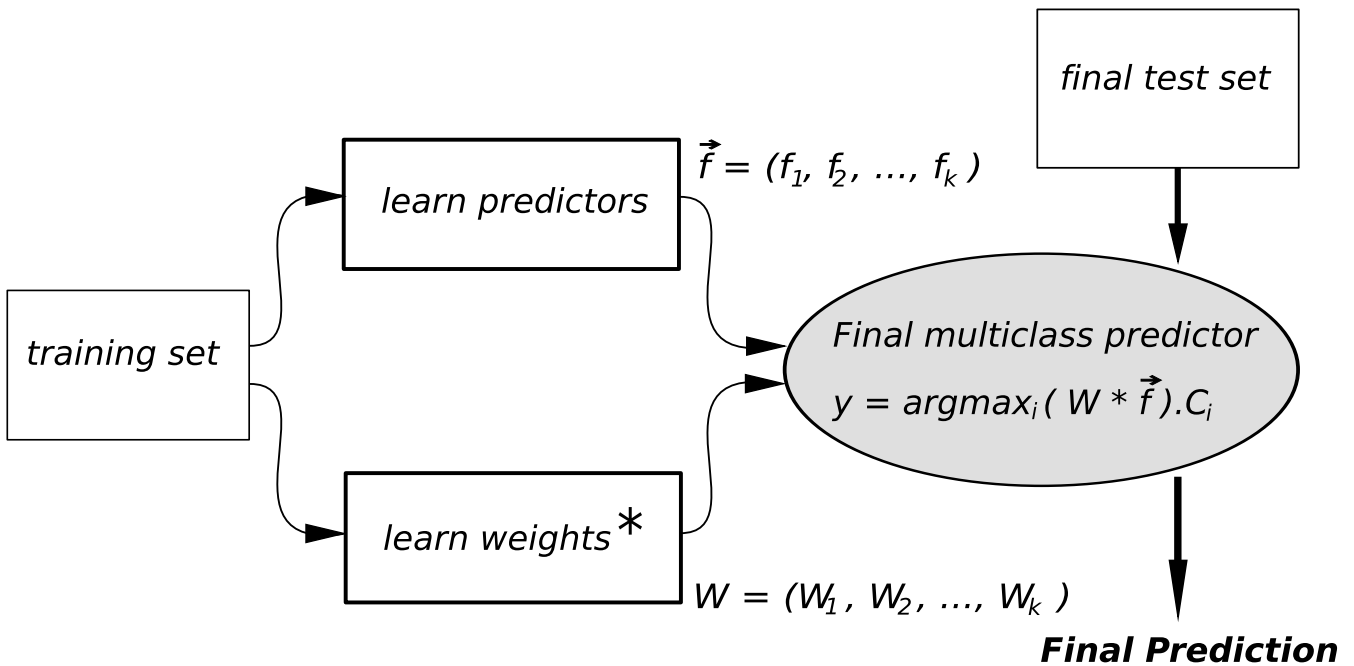 final test set
f⃗ = (f₁, f₂, ..., fₖ )
learn predictors
training set
Final multiclass predictor
y = argmaxᵢ ( W * f⃗ ).Cᵢ
learn weights*
W = (W₁ , W₂ , ..., Wₖ )
Final Prediction